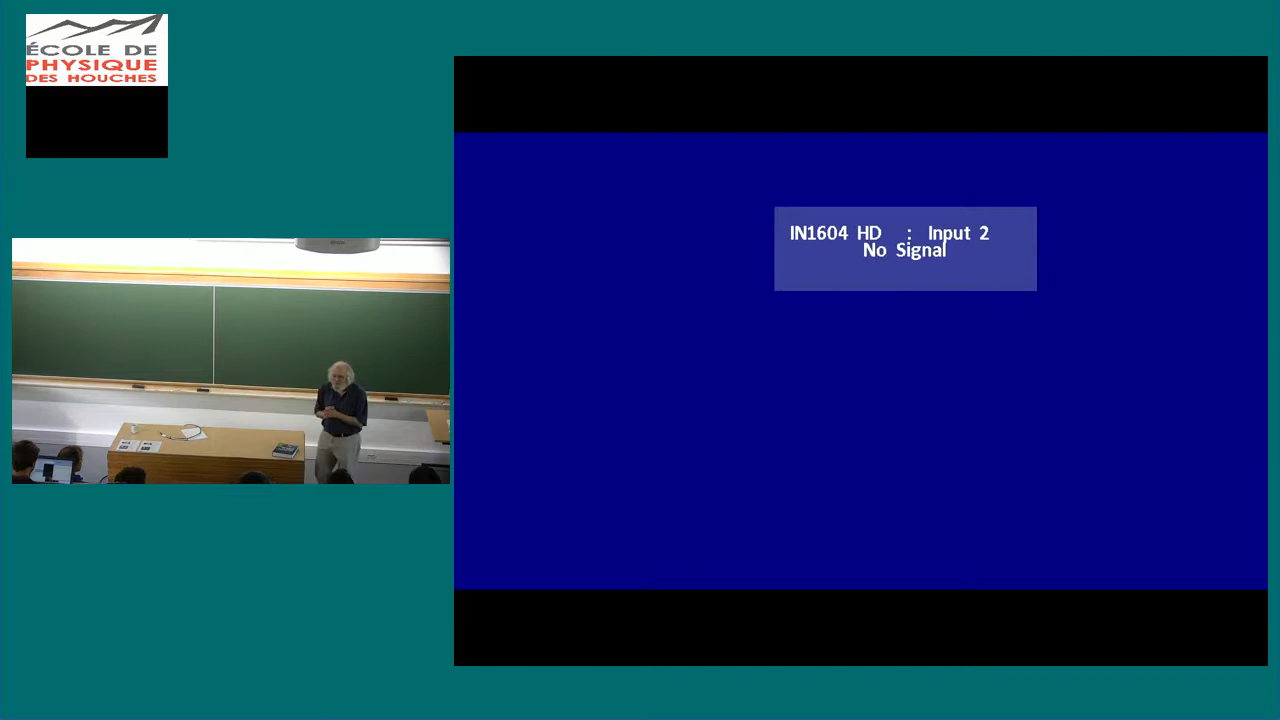 ÉCOLE DE
PHYSIQUE
DES HOUCHES
IN1604 HD : Input 2
No Signal